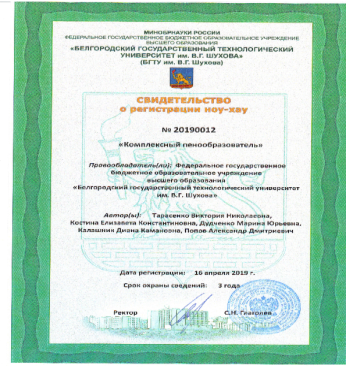 МИНОБРНАУКИ РОССИИ
ФЕДЕРАЛЬНОЕ ГОСУДАРСТВЕННОЕ БЮДЖЕТНОЕ ОБРАЗОВАТЕЛЬНОЕ УЧРЕЖДЕНИЕ
ВЫСШЕГО ОБРАЗОВАНИЯ
«БЕЛГОРОДСКИЙ ГОСУДАРСТВЕННЫЙ ТЕХНОЛОГИЧЕСКИЙ
УНИВЕРСИТЕТ им. В.Г. ШУХОВА»
(БГТУ им. В.Г. Шухова)
СВИДЕТЕЛЬСТВО
о регистрации ноу-хау
№ 20190012
«Комплексный пенообразователь»
Правообладатель(ли): Федеральное государственное
бюджетное образовательное учреждение
высшего образования
«Белгородский государственный технологический университет
им. В.Г. Шухова»
Автор(ы): Тарасенко Виктория Николаевна,
Костина Елизавета Константиновна, Дудченко Марина Юрьевна,
Калашник Диана Камановна, Попов Александр Дмитриевич
Дата регистрации: 16 апреля 2019 г.
Срок охраны сведений: 3 года
Ректор С.Н. Глаголев